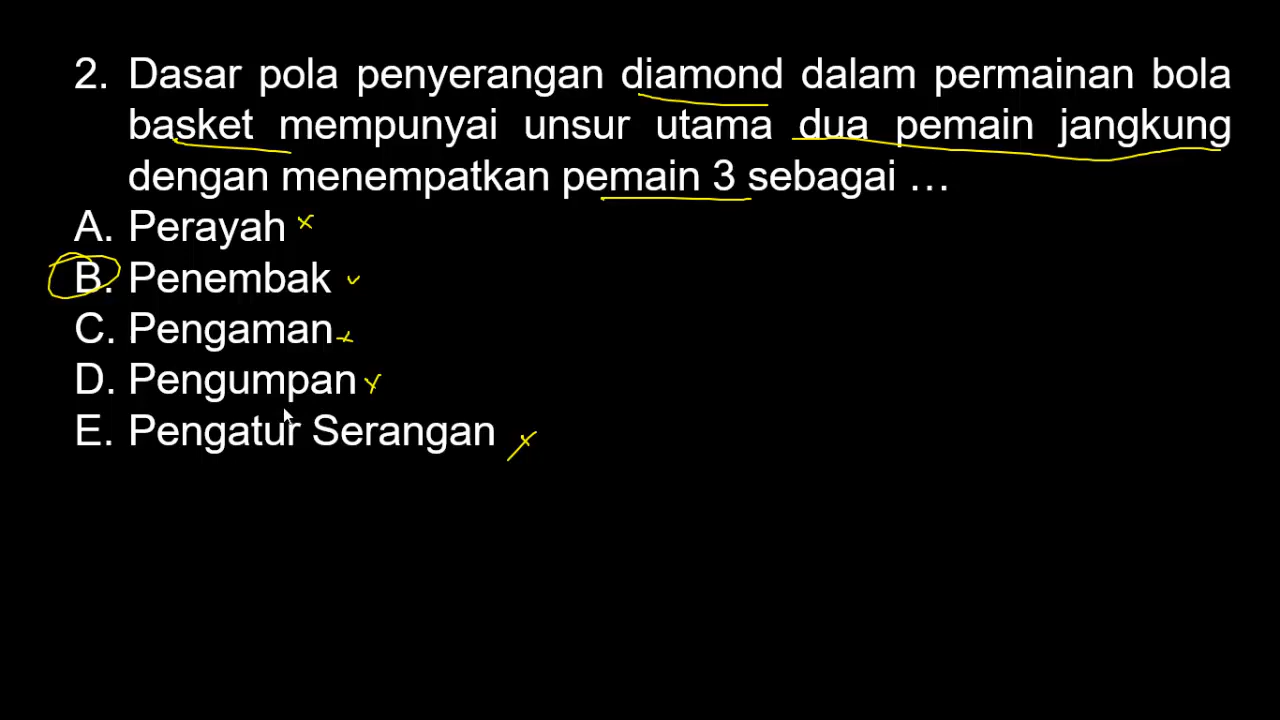 2. Dasar pola penyerangan diamond dalam permainan bola
basket mempunyai unsur utama dua pemain jangkung
dengan menempatkan pemain 3 sebagai …
A. Perayah
B. Penembak
C. Pengaman
D. Pengumpan
E. Pengatur Serangan